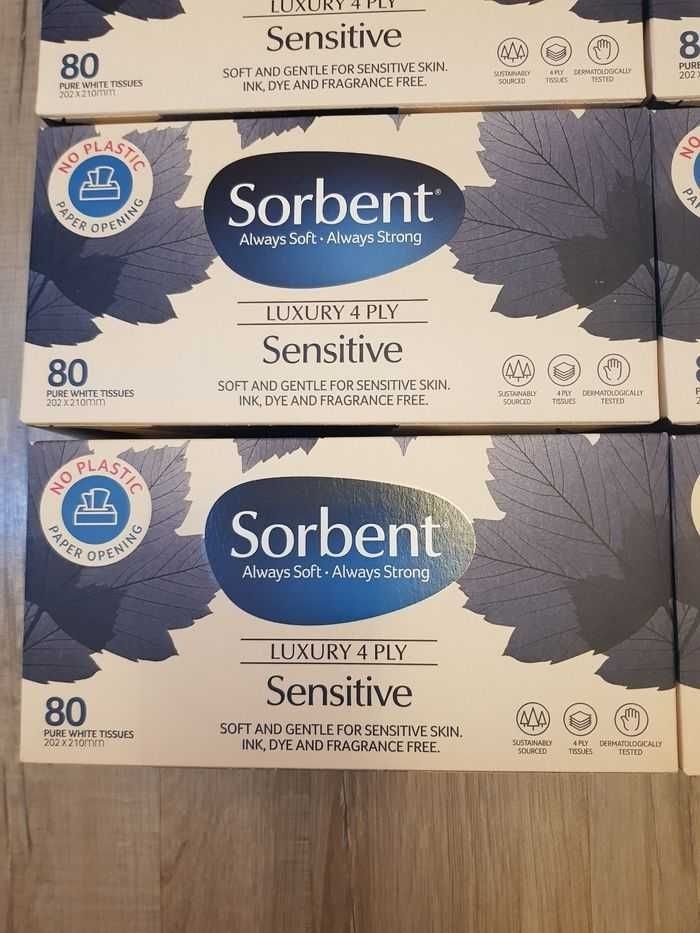 LUXURY 4 PLY
Sensitive
SOFT AND GENTLE FOR SENSITIVE SKIN.
INK, DYE AND FRAGRANCE FREE.
80
PURE WHITE TISSUES
202 X 210mm
SUSTAINABLY SOURCED
4 PLY TISSUES
DERMATOLOGICALLY TESTED
8
PURE
202
NO PLASTIC
PAPER OPENING
Sorbent®
Always Soft · Always Strong
LUXURY 4 PLY
Sensitive
SOFT AND GENTLE FOR SENSITIVE SKIN.
INK, DYE AND FRAGRANCE FREE.
80
PURE WHITE TISSUES
202 X 210mm
SUSTAINABLY SOURCED
4 PLY TISSUES
DERMATOLOGICALLY TESTED
NO
NO PLASTIC
PAPER OPENING
Sorbent
Always Soft · Always Strong
LUXURY 4 PLY
Sensitive
SOFT AND GENTLE FOR SENSITIVE SKIN.
INK, DYE AND FRAGRANCE FREE.
80
PURE WHITE TISSUES
202 X 210mm
SUSTAINABLY SOURCED
4 PLY TISSUES
DERMATOLOGICALLY TESTED